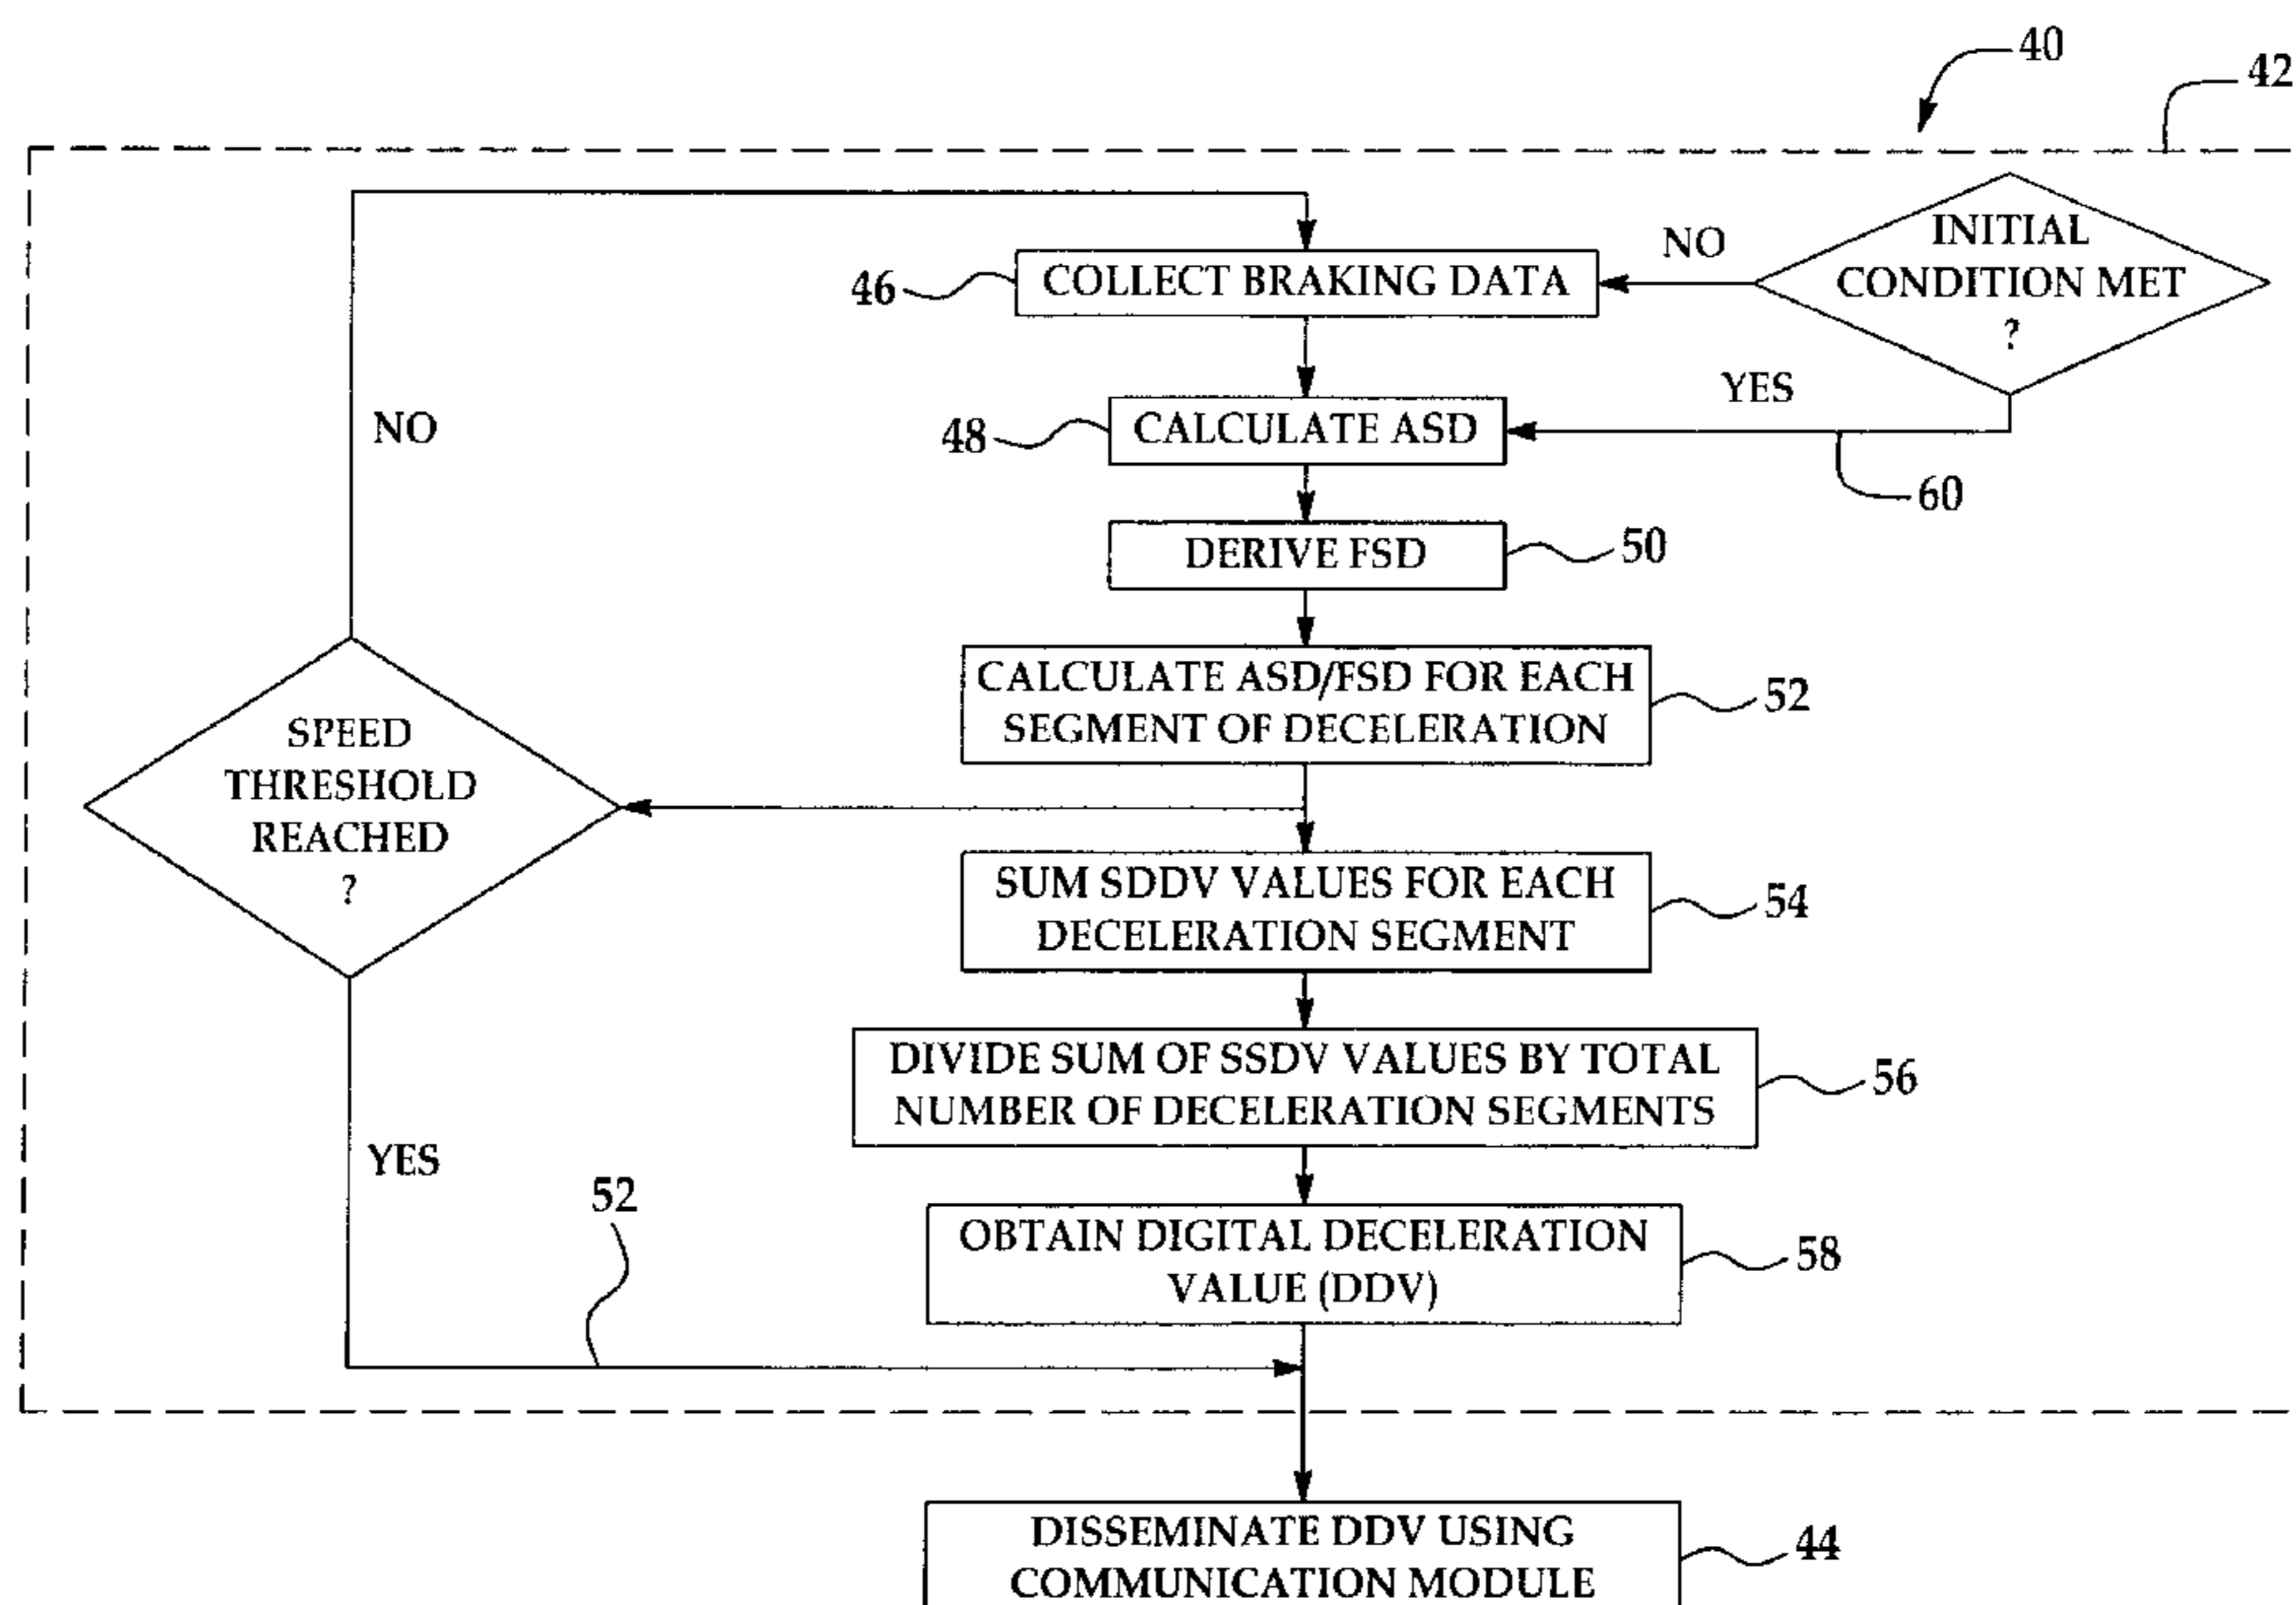 40
42
INITIAL
CONDITION MET
?
NO
46
COLLECT BRAKING DATA
YES
48
CALCULATE ASD
60
NO
DERIVE FSD
50
CALCULATE ASD/FSD FOR EACH
SEGMENT OF DECELERATION
52
SPEED
THRESHOLD
REACHED
?
SUM SDDV VALUES FOR EACH
DECELERATION SEGMENT
54
DIVIDE SUM OF SSDV VALUES BY TOTAL
NUMBER OF DECELERATION SEGMENTS
56
YES
52
OBTAIN DIGITAL DECELERATION
VALUE (DDV)
58
DISSEMINATE DDV USING
COMMUNICATION MODULE
44